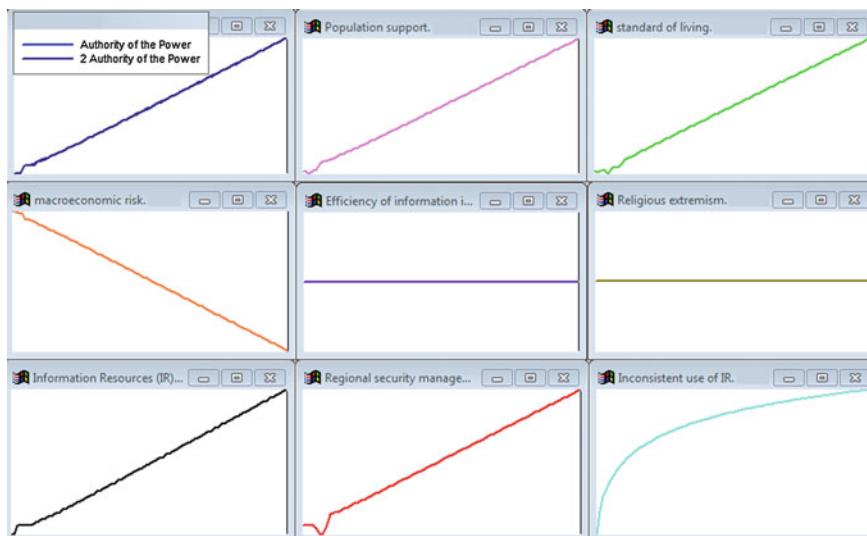 Authority of the Power
2 Authority of the Power
Population support.
standard of living.
macroeconomic risk.
Efficiency of information i...
Religious extremism.
Information Resources (IR)...
Regional security manage...
Inconsistent use of IR.